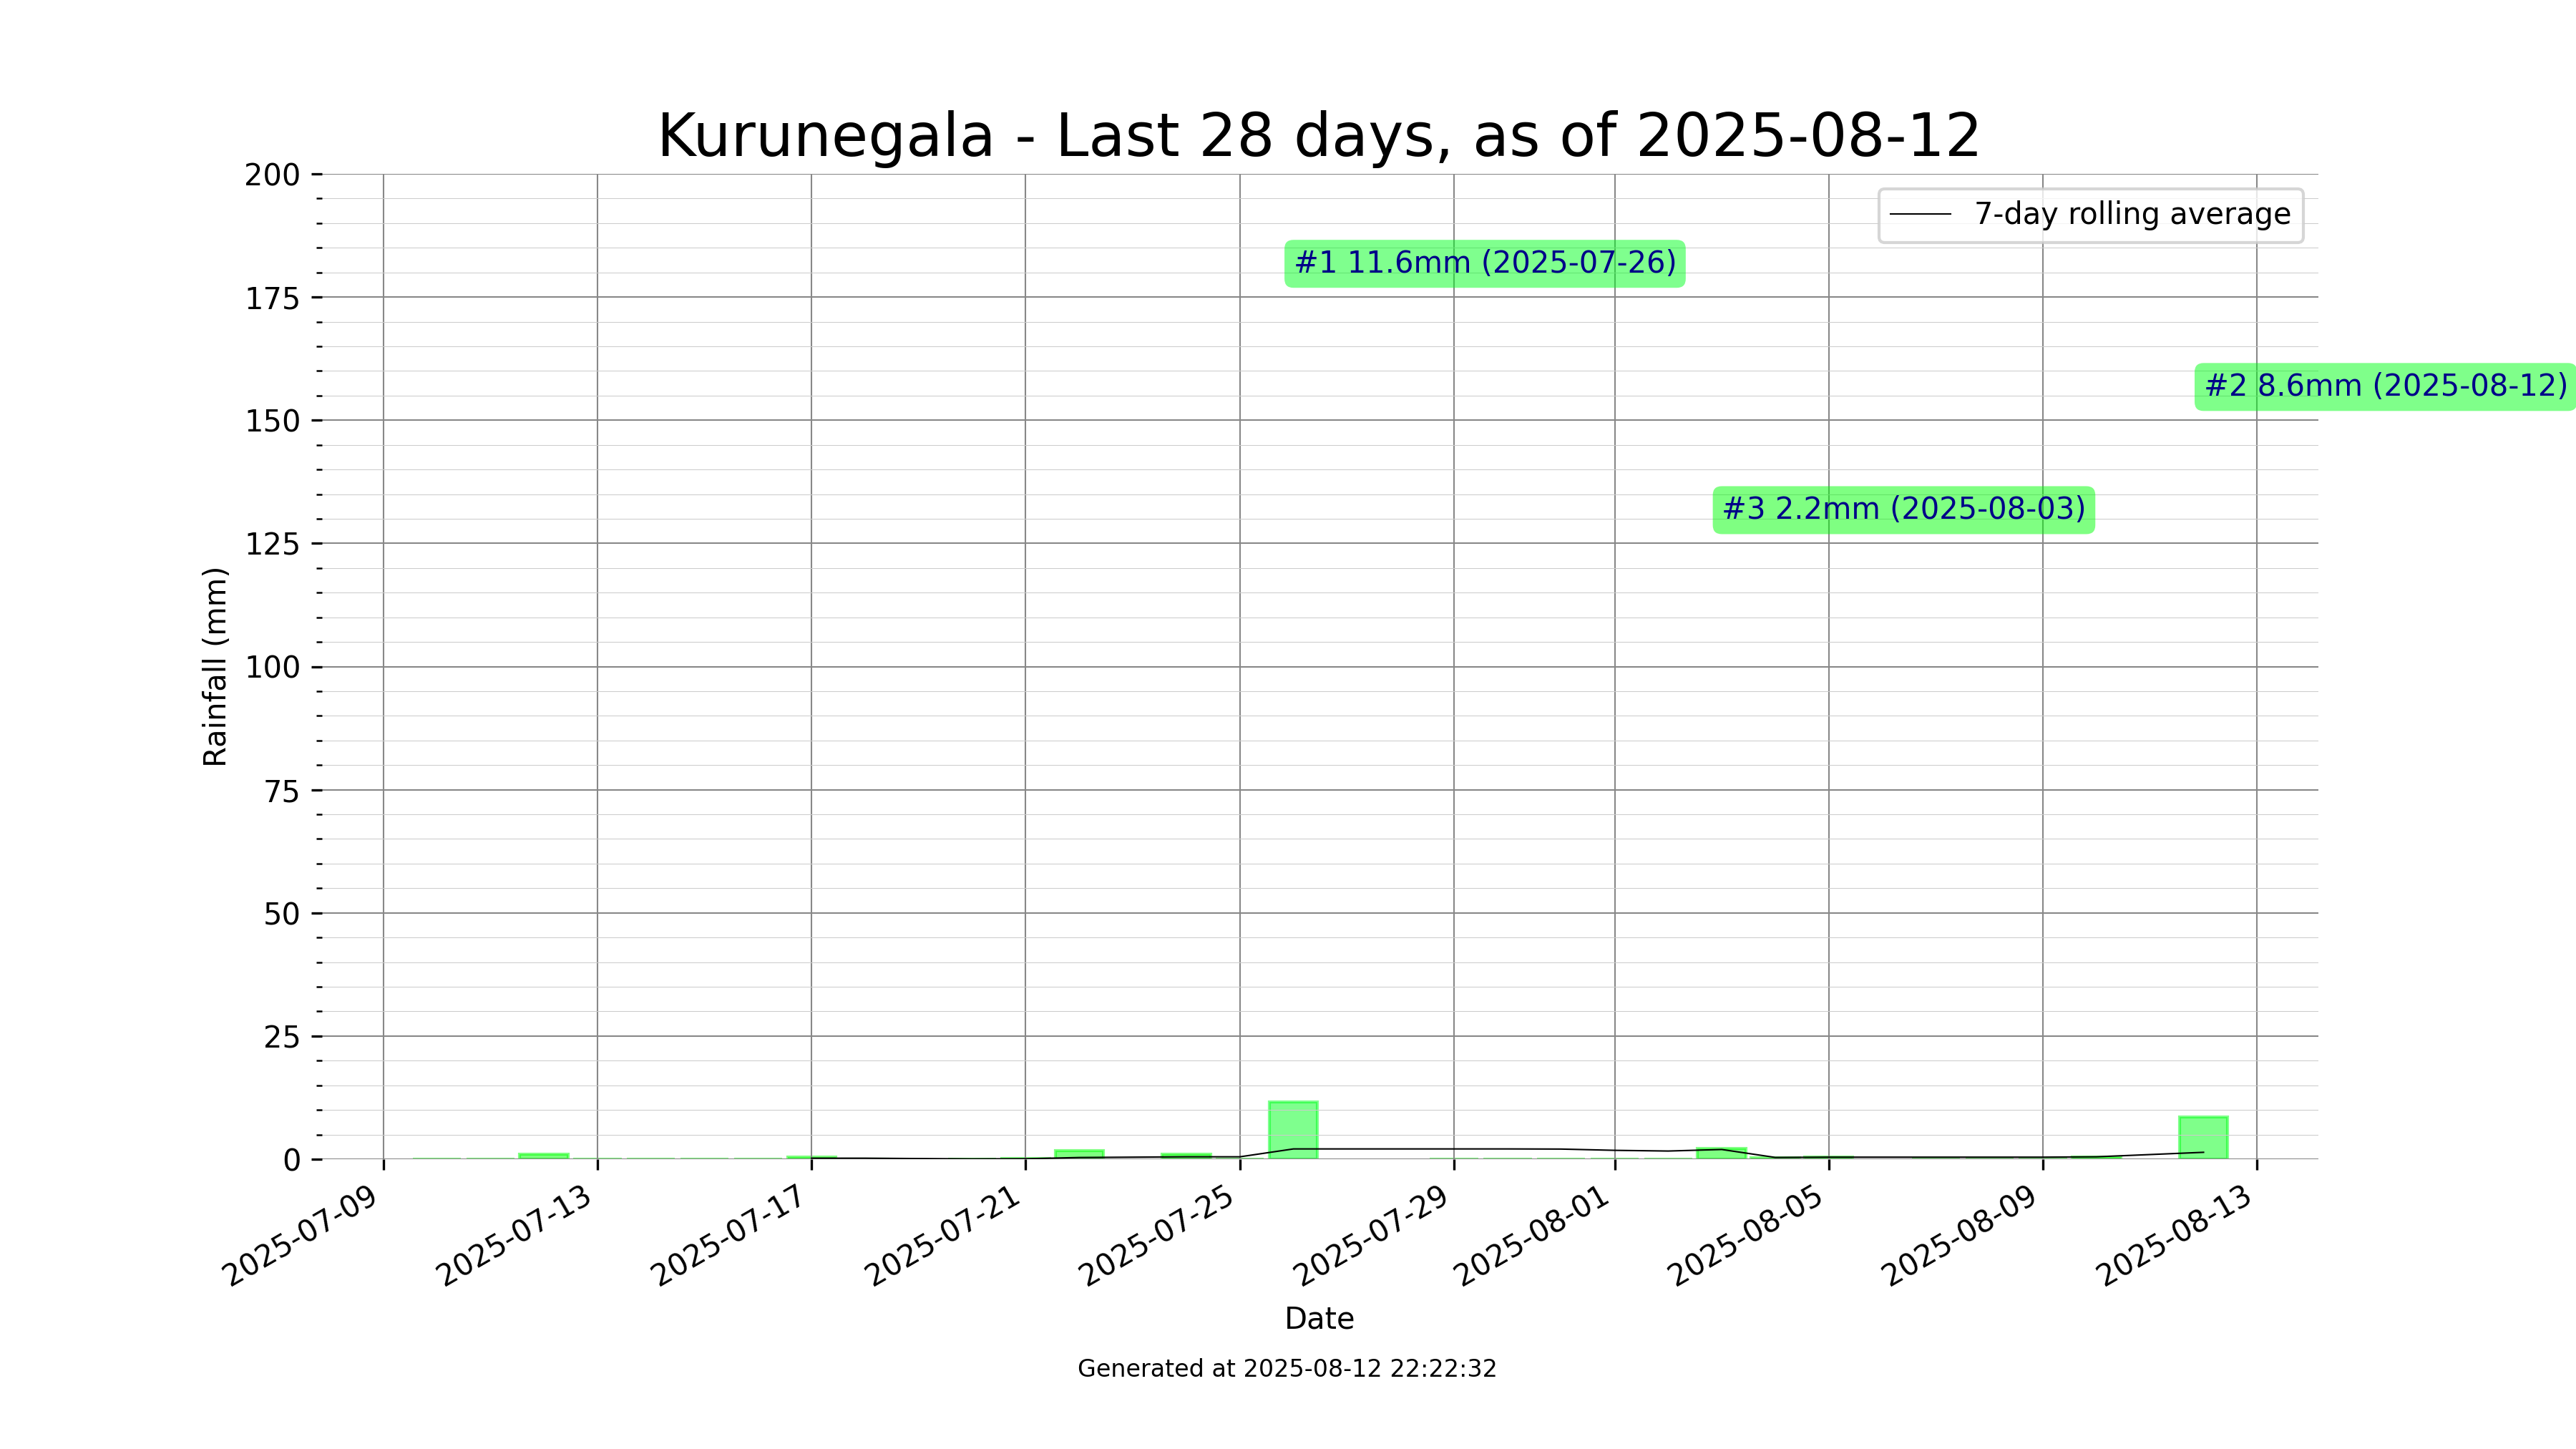 Kurunegala - Last 28 days, as of 2025-08-12
200
175
150
125
100
75
50
25
0
Rainfall (mm)
7-day rolling average
#1 11.6mm (2025-07-26)
#2 8.6mm (2025-08-12)
#3 2.2mm (2025-08-03)
2025-07-09
2025-07-13
2025-07-17
2025-07-21
2025-07-25
2025-07-29
2025-08-01
2025-08-05
2025-08-09
2025-08-13
Date
Generated at 2025-08-12 22:22:32